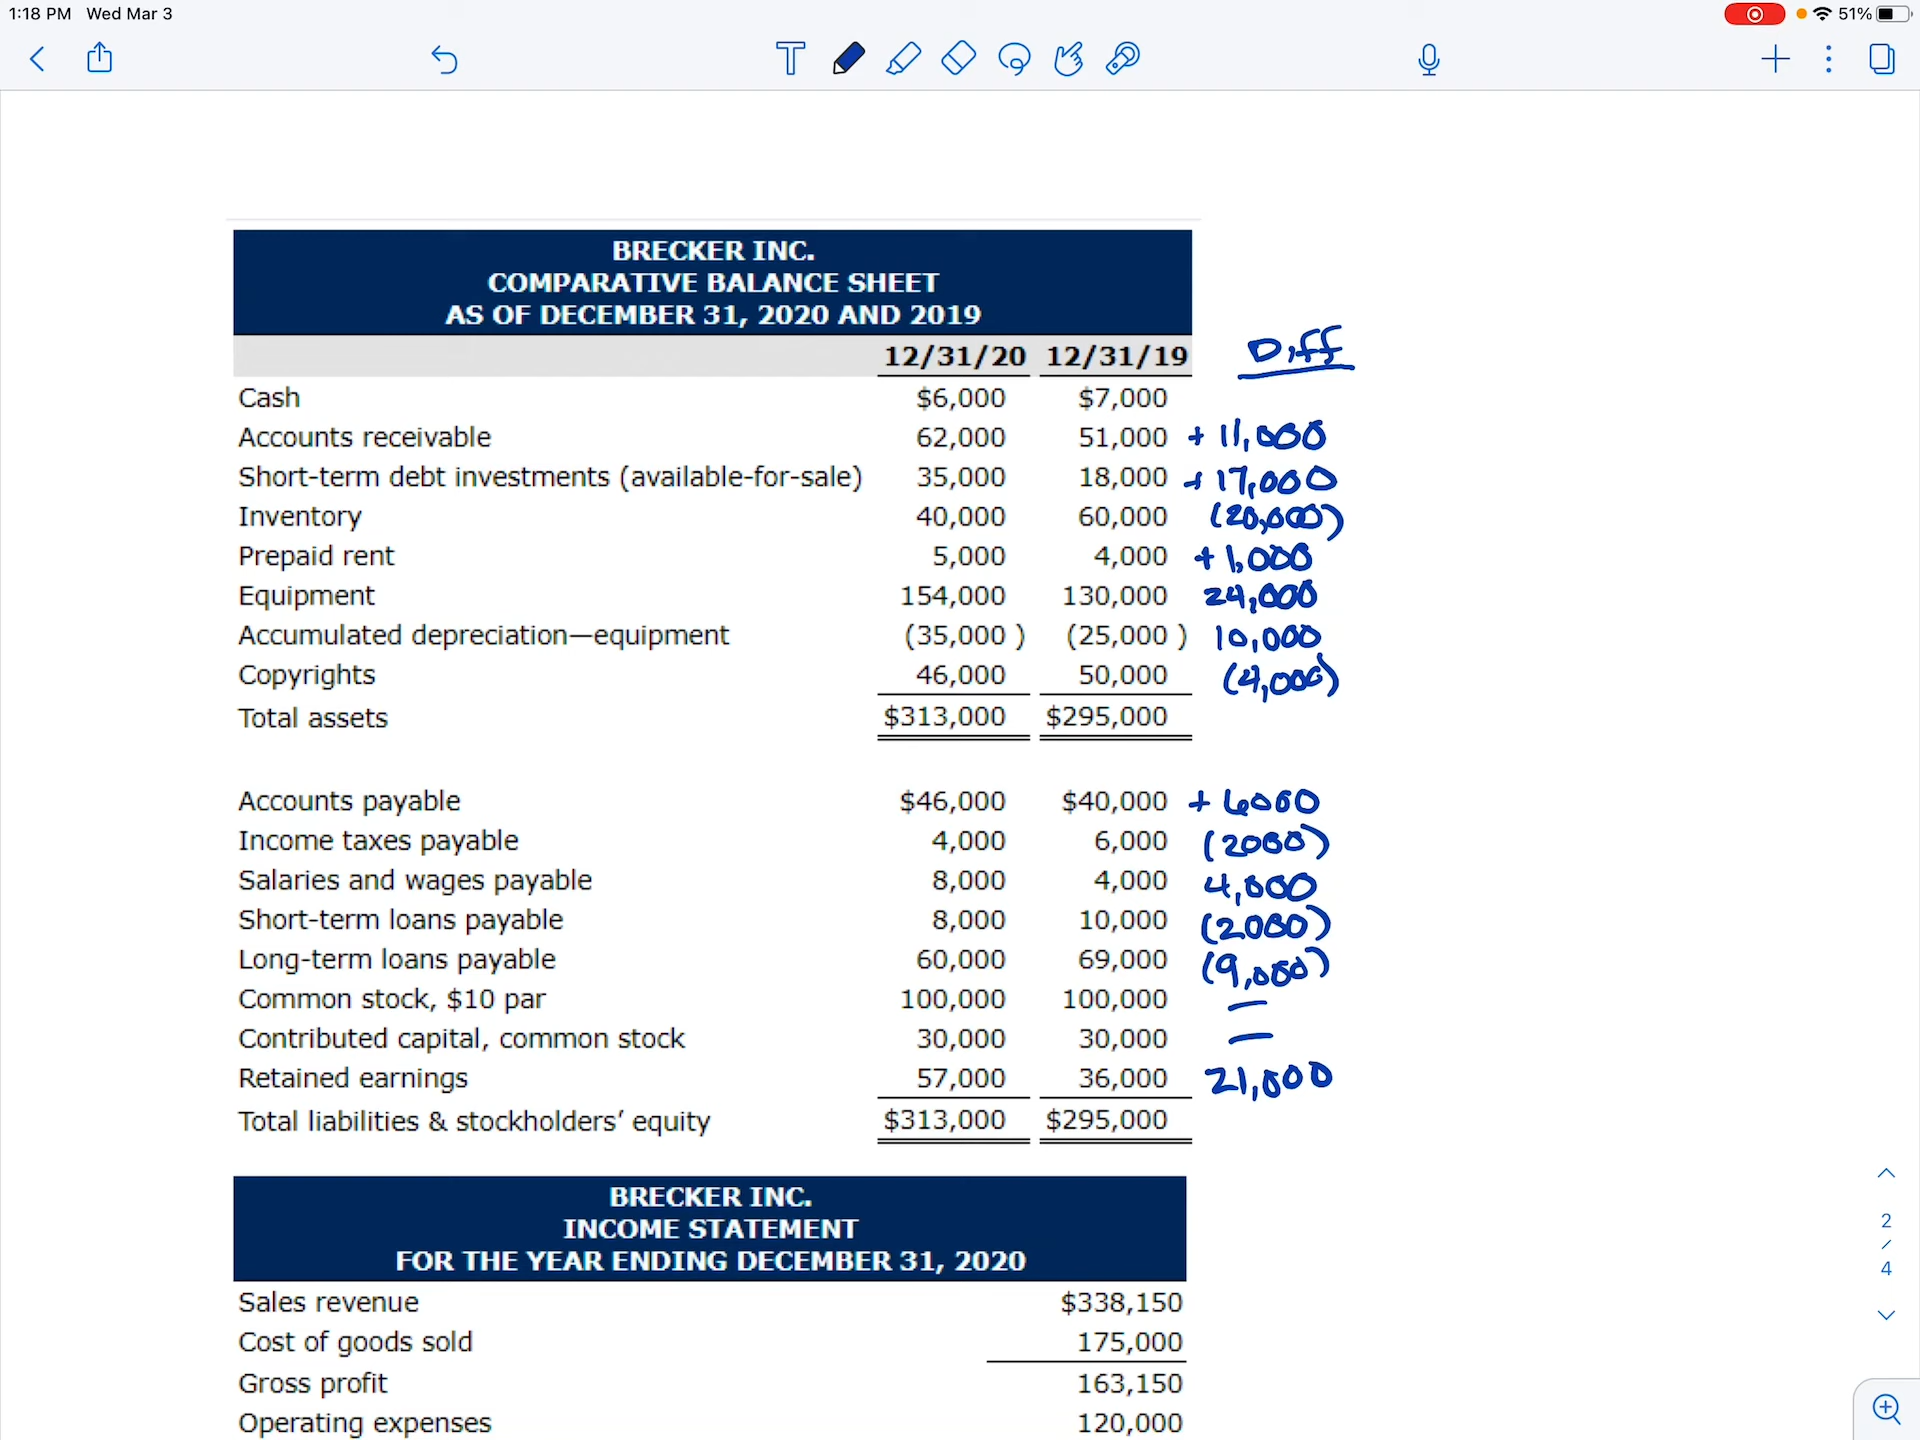 1:18 PM Wed Mar 3 51%
BRECKER INC.
COMPARATIVE BALANCE SHEET
AS OF DECEMBER 31, 2020 AND 2019
12/31/20 12/31/19 Diff
Cash $6,000 $7,000
Accounts receivable 62,000 51,000 + 11,000
Short-term debt investments (available-for-sale) 35,000 18,000 + 17,000
Inventory 40,000 60,000 (20,000)
Prepaid rent 5,000 4,000 + 1,000
Equipment 154,000 130,000 24,000
Accumulated depreciation—equipment (35,000 ) (25,000 ) 10,000
Copyrights 46,000 50,000 (4,000)
Total assets $313,000 $295,000
Accounts payable $46,000 $40,000 + 6000
Income taxes payable 4,000 6,000 (2000)
Salaries and wages payable 8,000 4,000 4,000
Short-term loans payable 8,000 10,000 (2000)
Long-term loans payable 60,000 69,000 (9,000)
Common stock, $10 par 100,000 100,000 —
Contributed capital, common stock 30,000 30,000 —
Retained earnings 57,000 36,000 21,000
Total liabilities & stockholders' equity $313,000 $295,000
BRECKER INC.
INCOME STATEMENT
FOR THE YEAR ENDING DECEMBER 31, 2020
Sales revenue $338,150
Cost of goods sold 175,000
Gross profit 163,150
Operating expenses 120,000
2
/
4